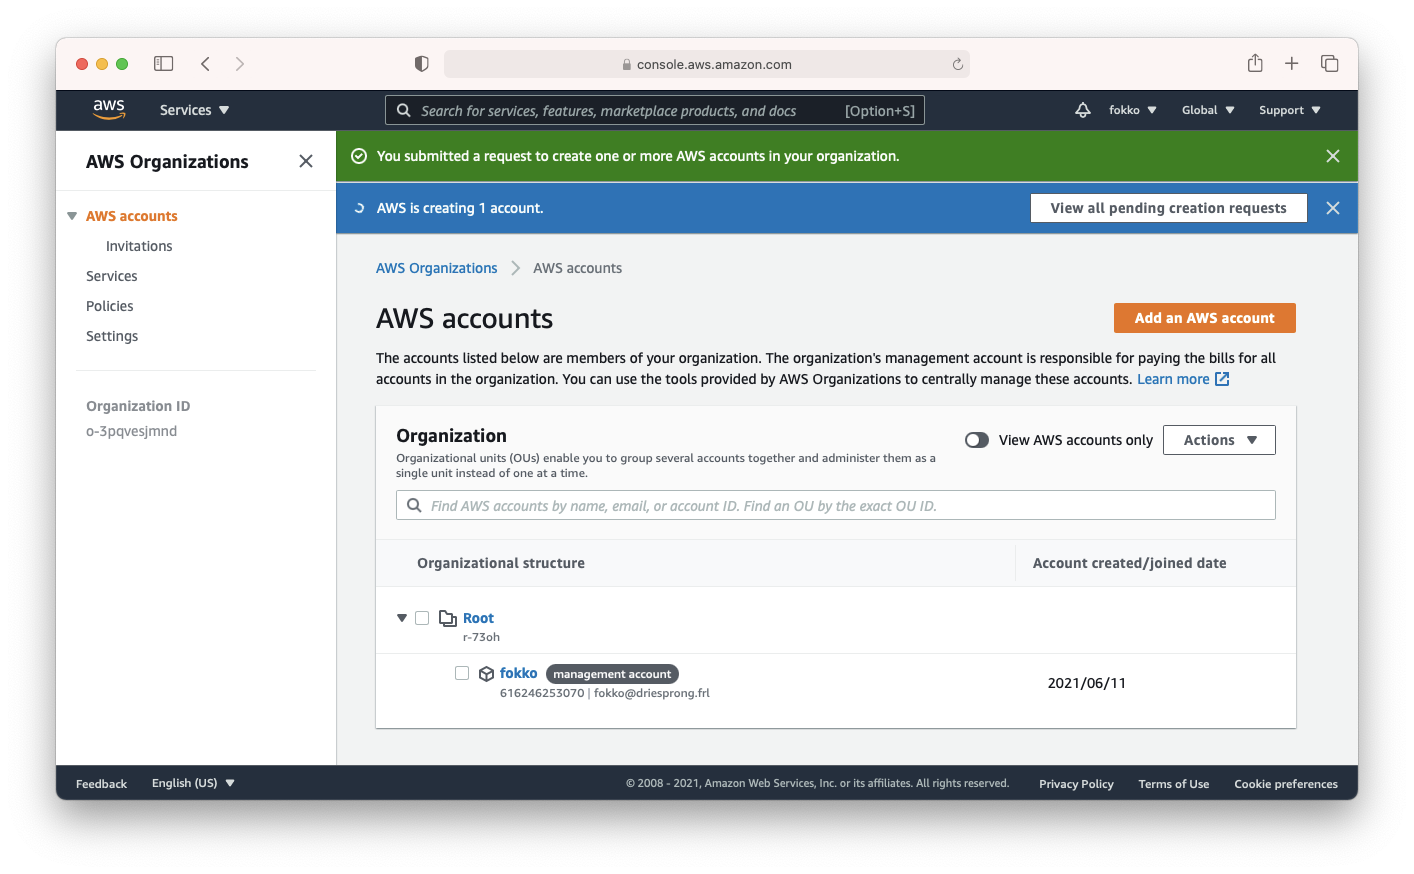 console.aws.amazon.com
aws
Services
Search for services, features, marketplace products, and docs
[Option+S]
fokko
Global
Support
AWS Organizations
AWS accounts
Invitations
Services
Policies
Settings
Organization ID
o-3pqvesjmnd
You submitted a request to create one or more AWS accounts in your organization.
AWS is creating 1 account.
View all pending creation requests
AWS Organizations
AWS accounts
AWS accounts
Add an AWS account
The accounts listed below are members of your organization. The organization's management account is responsible for paying the bills for all
accounts in the organization. You can use the tools provided by AWS Organizations to centrally manage these accounts. Learn more
Organization
Organizational units (OUs) enable you to group several accounts together and administer them as a
single unit instead of one at a time.
View AWS accounts only
Actions
Find AWS accounts by name, email, or account ID. Find an OU by the exact OU ID.
Organizational structure
Account created/joined date
Root
r-73oh
fokko
management account
616246253070 | fokko@driesprong.frl
2021/06/11
Feedback
English (US)
© 2008 - 2021, Amazon Web Services, Inc. or its affiliates. All rights reserved.
Privacy Policy
Terms of Use
Cookie preferences